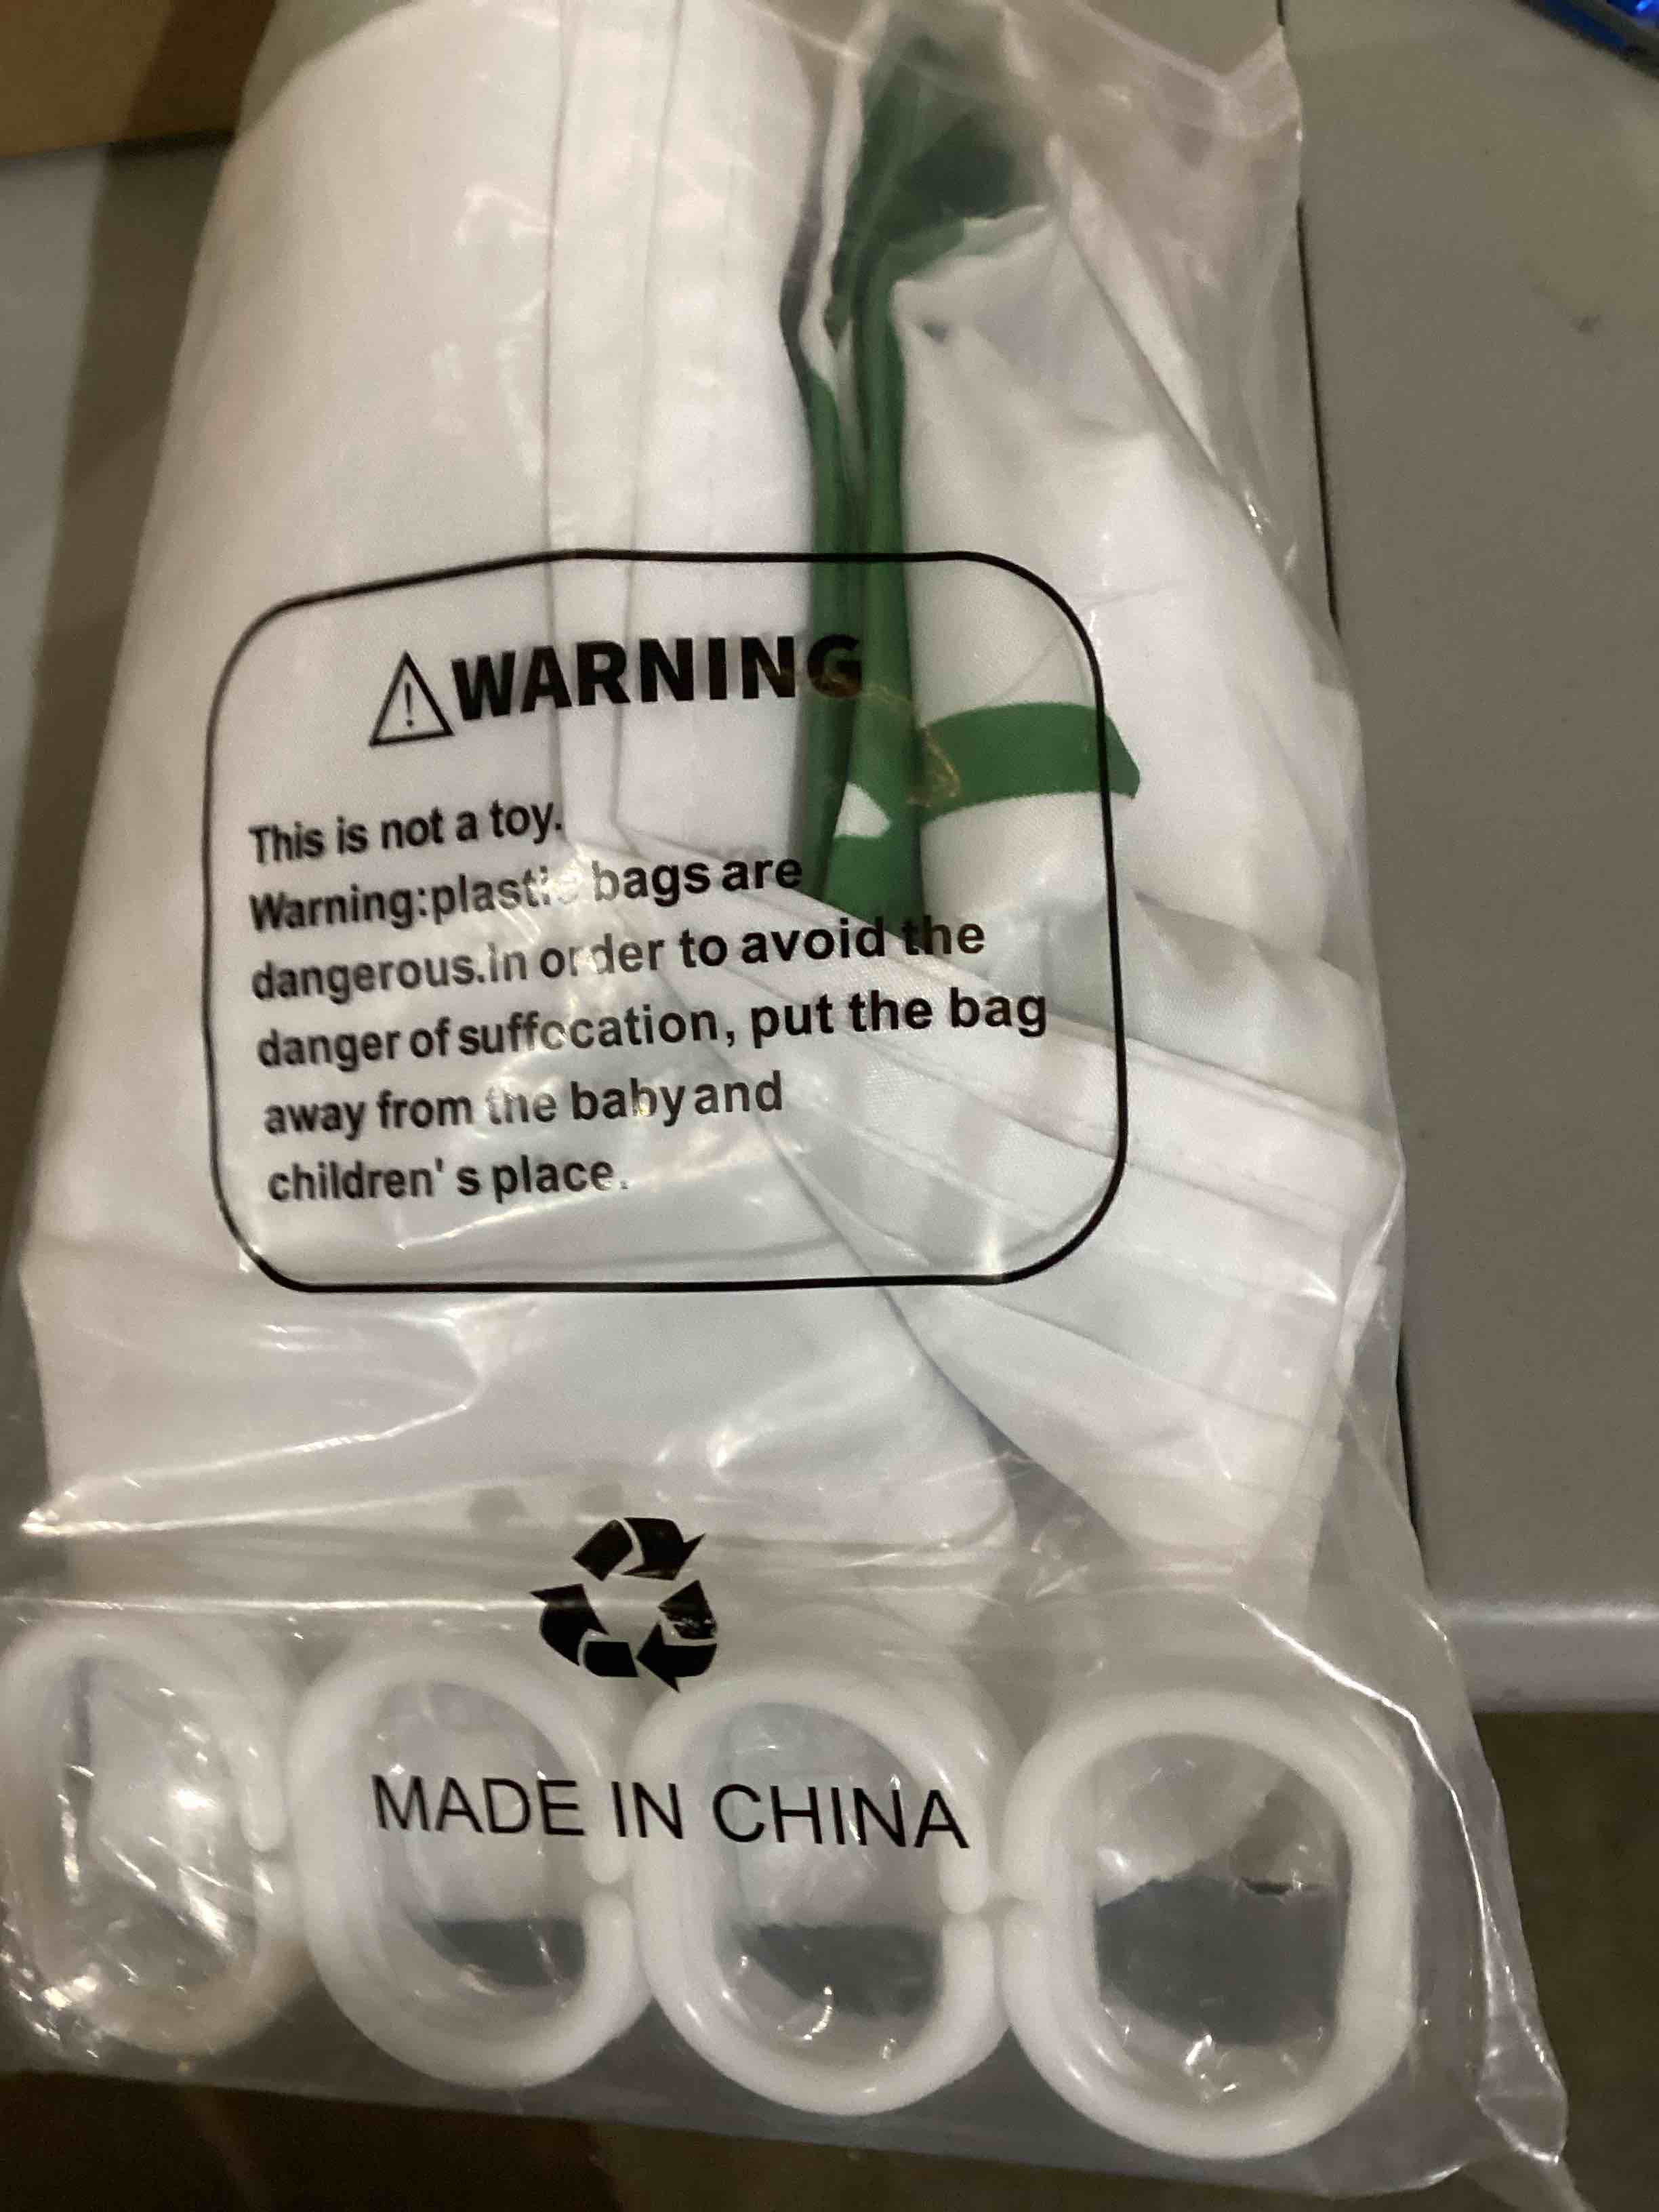 WARNING
This is not a toy.
Warning:plastic bags are
dangerous.in order to avoid the
danger of suffocation, put the bag
away from the baby and
children' s place.
MADE IN CHINA